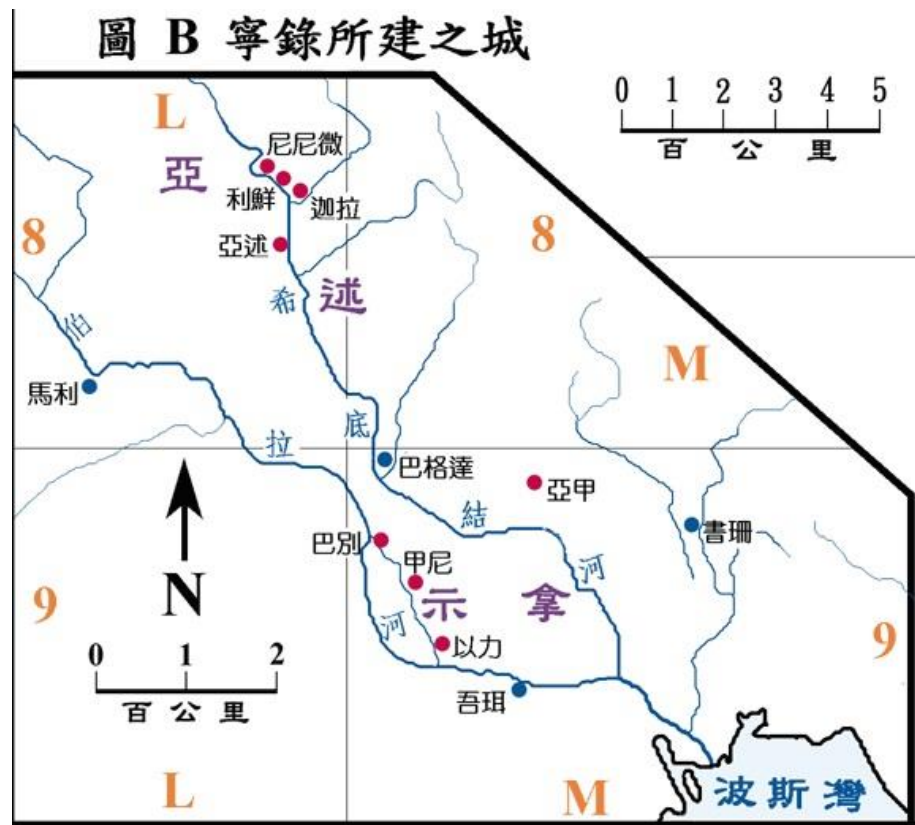 圖 B 寧錄所建之城
0 1 2 3 4 5
百 公 里
L
尼尼微
亞
利鮮
迦拉
8
8
亞述
希
述
伯
M
馬利
底
拉
巴格達
亞甲
結
書珊
巴別
甲尼
河
N
9
示 拿
河
9
以力
0 1 2
百 公 里
吾珥
L
M
波斯灣